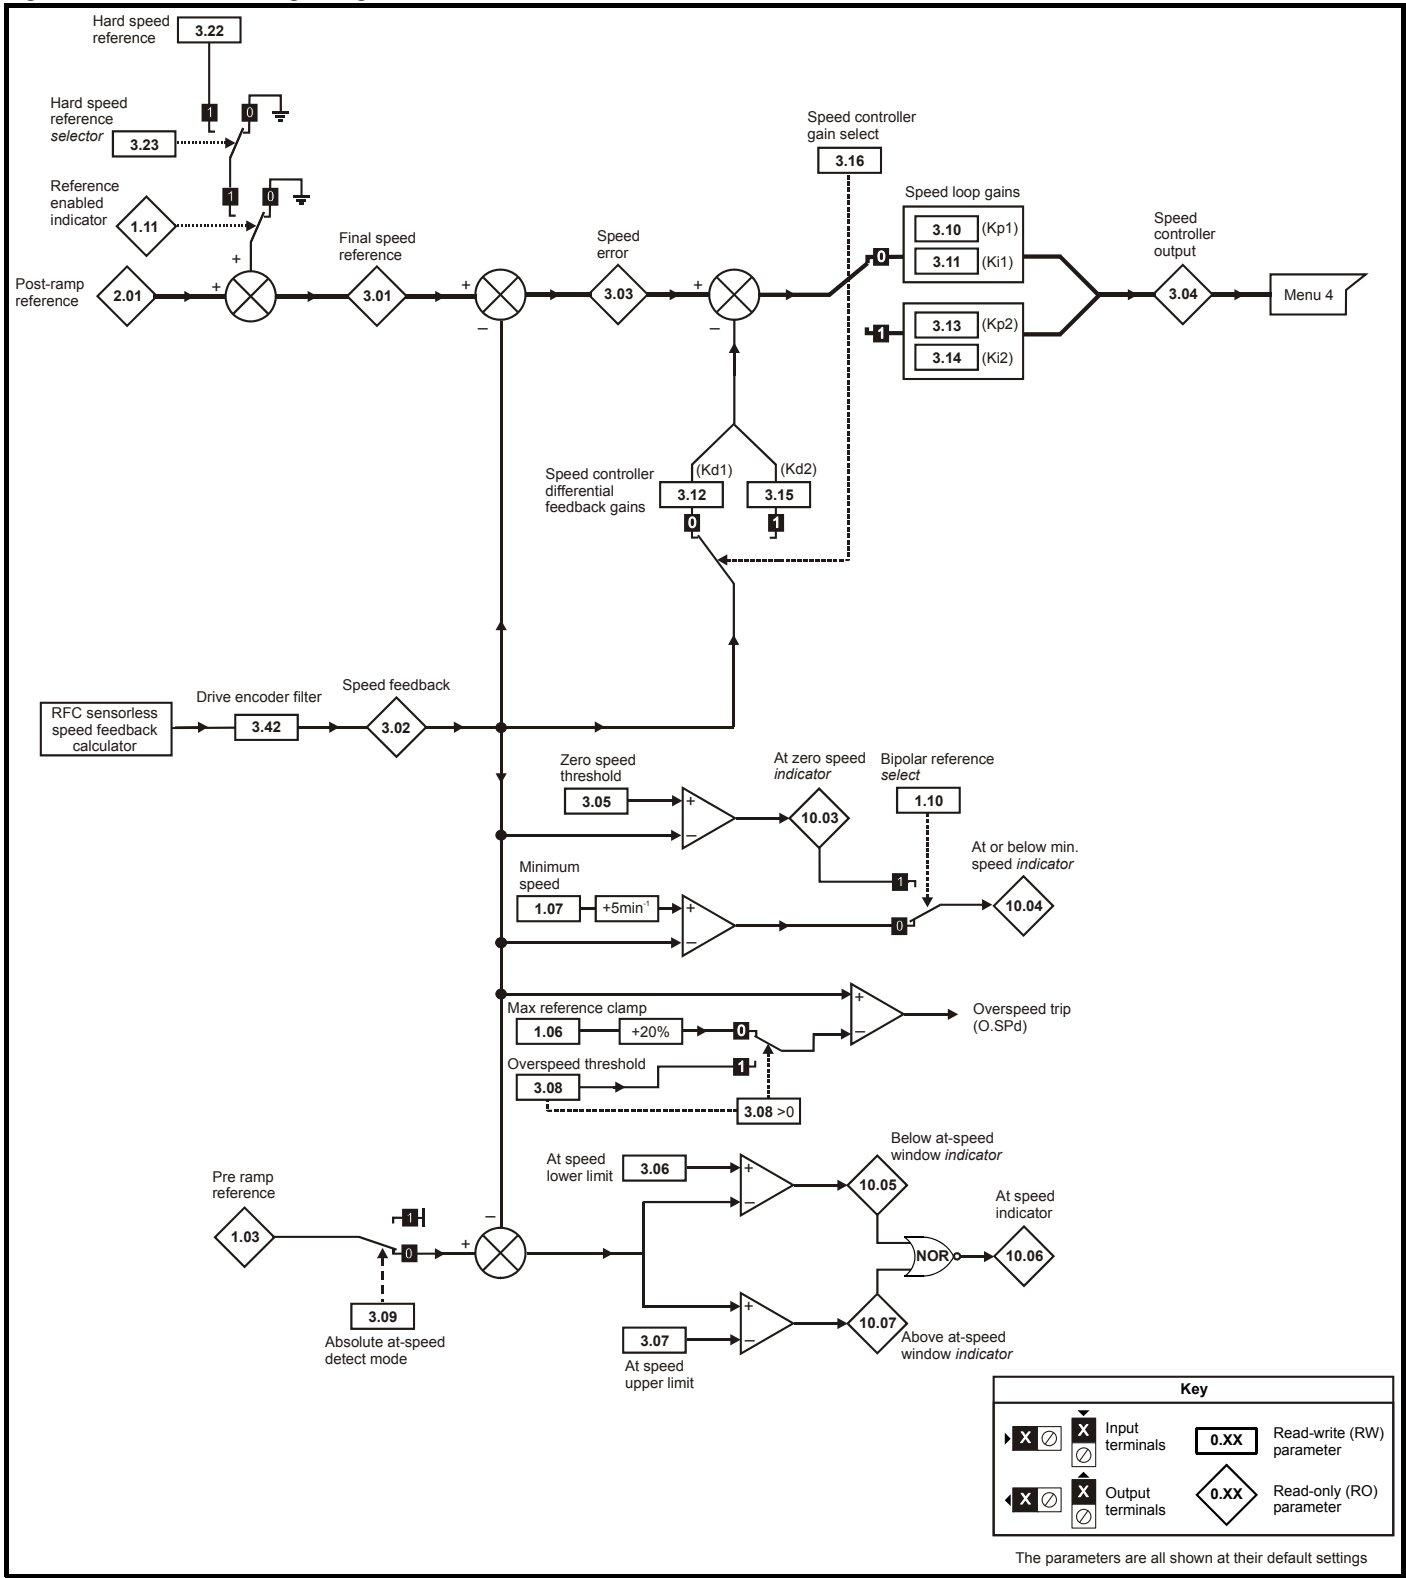 Hard speed
reference
3.22
1
0
Hard speed
reference
selector
3.23
Reference
enabled
indicator
1.11
1
0
+
Post-ramp
reference
2.01
+
Final speed
reference
3.01
+
–
Speed
error
3.03
+
–
Speed controller
gain select
3.16
Speed loop gains
0
3.10 (Kp1)
3.11 (Ki1)
1
3.13 (Kp2)
3.14 (Ki2)
Speed
controller
output
3.04
Menu 4
Speed controller
differential
feedback gains
(Kd1)
3.12
0
(Kd2)
3.15
1
RFC sensorless
speed feedback
calculator
Drive encoder filter
3.42
Speed feedback
3.02
Zero speed
threshold
3.05
+
–
At zero speed
indicator
10.03
Bipolar reference
select
1.10
1
0
At or below min.
speed indicator
10.04
Minimum
speed
1.07
+5min-1
+
–
Max reference clamp
1.06
+20%
0
Overspeed threshold
3.08
1
3.08 >0
+
–
Overspeed trip
(O.SPd)
Pre ramp
reference
1.03
1
0
3.09
Absolute at-speed
detect mode
+
–
At speed
lower limit
3.06
+
–
Below at-speed
window indicator
10.05
3.07
At speed
upper limit
+
–
10.07
Above at-speed
window indicator
NOR
At speed
indicator
10.06
Key
X
X
Input
terminals
0.XX
Read-write (RW)
parameter
X
X
Output
terminals
0.XX
Read-only (RO)
parameter
The parameters are all shown at their default settings